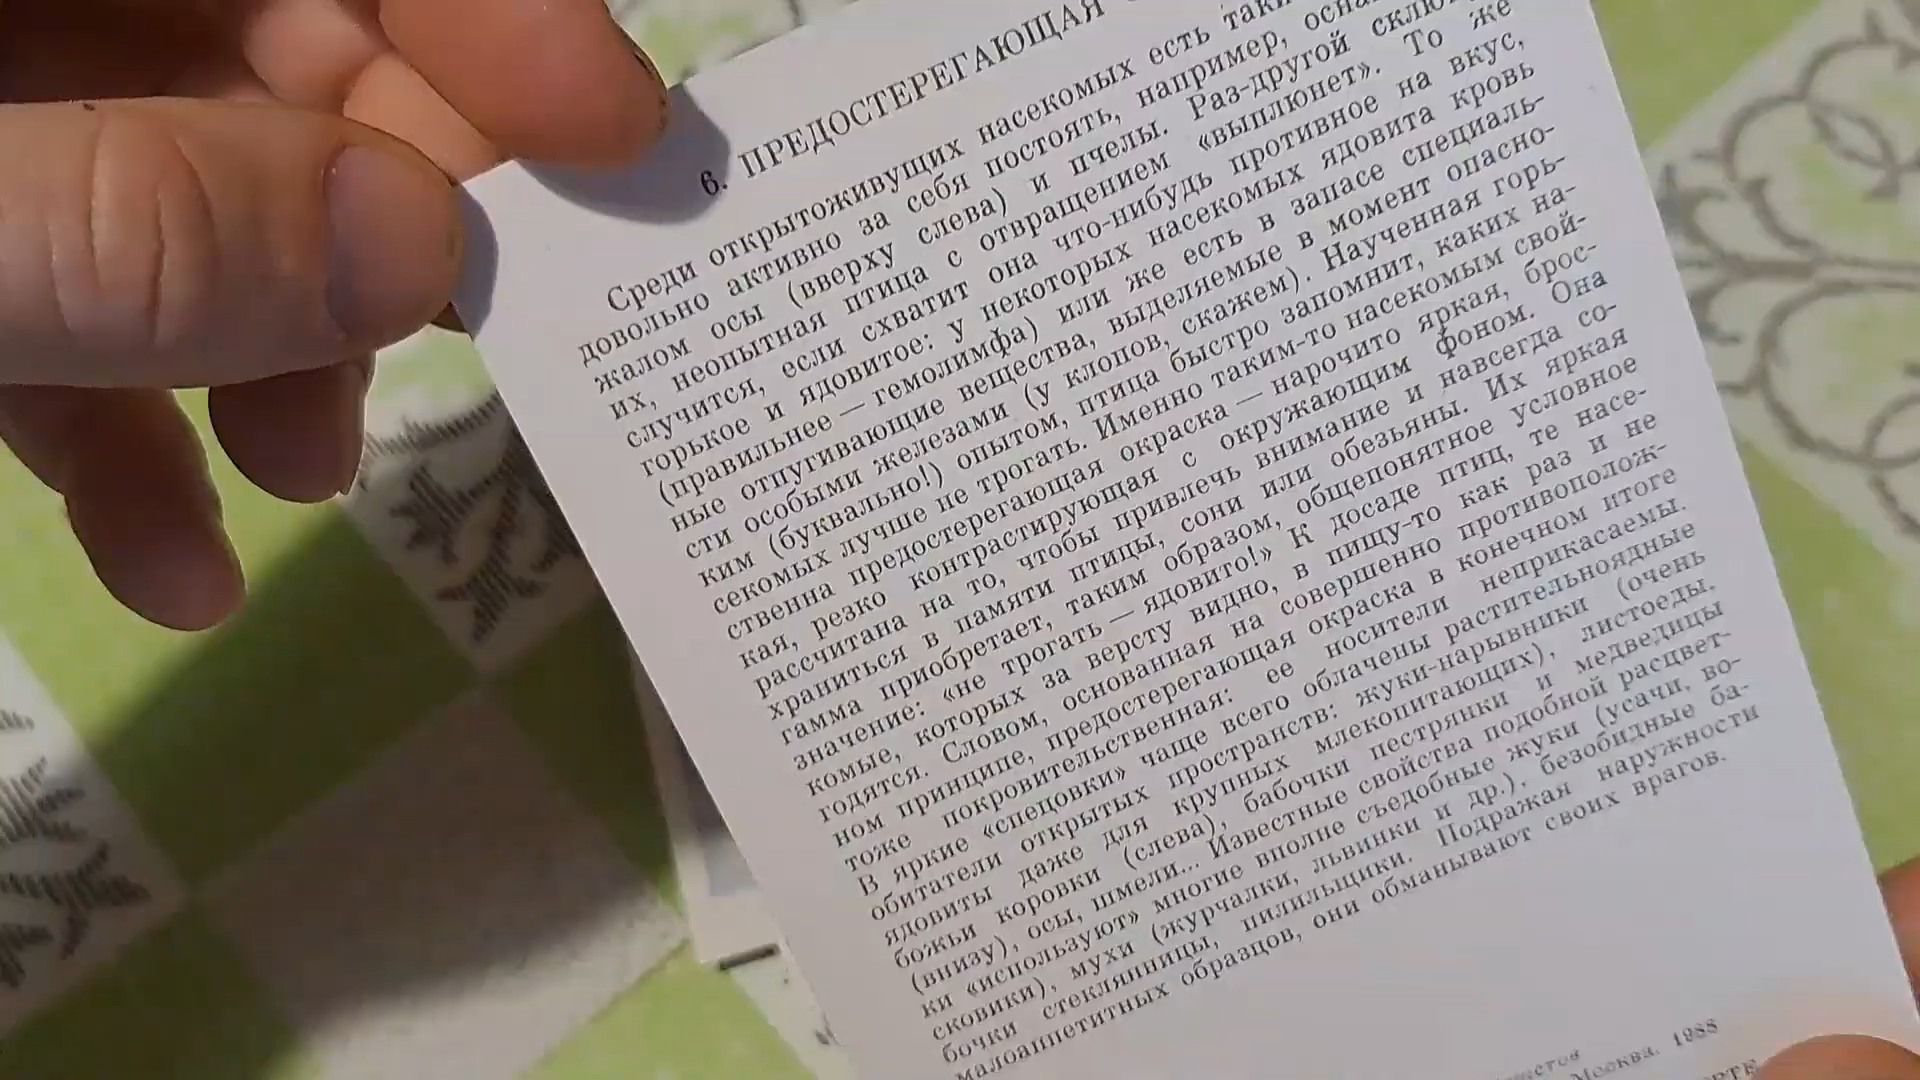 6. ПРЕДОСТЕРЕГАЮЩАЯ
Среди открытоживущих насекомых есть
довольно активно за себя постоять, например,
жалом осы (вверху слева) и пчелы. Раз-другой
их, неопытная птица с отвращением «выплюнет». То же
случится, если схватит она что-нибудь противное на вкус,
горькое и ядовитое: у некоторых насекомых ядовита кровь
(правильнее — гемолимфа) или же есть в запасе специаль-
ные отпугивающие вещества, выделяемые в момент опасно-
сти особыми железами (у клопов, скажем). Наученная горь-
ким (буквально!) опытом, птица быстро запомнит, каких на-
секомых лучше не трогать. Именно таким-то насекомым свой-
ственна предостерегающая окраска — нарочито яркая, брос-
кая, резко контрастирующая с окружающим фоном. Она
рассчитана на то, чтобы привлечь внимание и навсегда со-
храниться в памяти птицы, сони или обезьяны. Их яркая
гамма приобретает, таким образом, общепонятное условное
значение: «не трогать — ядовито!» К досаде птиц, те насе-
комые, которых за версту видно, в пищу-то как раз и не
годятся. Словом, основанная на совершенно противополож-
ном принципе, предостерегающая окраска в конечном итоге
тоже покровительственная: ее носители неприкасаемы.
В яркие «спецовки» чаще всего облачены растительноядные
обитатели открытых пространств: жуки-нарывники (очень
ядовиты даже для крупных млекопитающих), листоеды,
божьи коровки (слева), бабочки пестрянки и медведицы
(внизу), осы, шмели... Известные свойства подобной расцвет-
ки «используют» многие вполне съедобные жуки (усачи, во-
сковики), мухи (журчалки, львинки и др.), безобидные ба-
бочки стеклянницы, пилильщики. Подражая наружности
малоаппетитных образцов, они обманывают своих врагов.
Москва. 1988